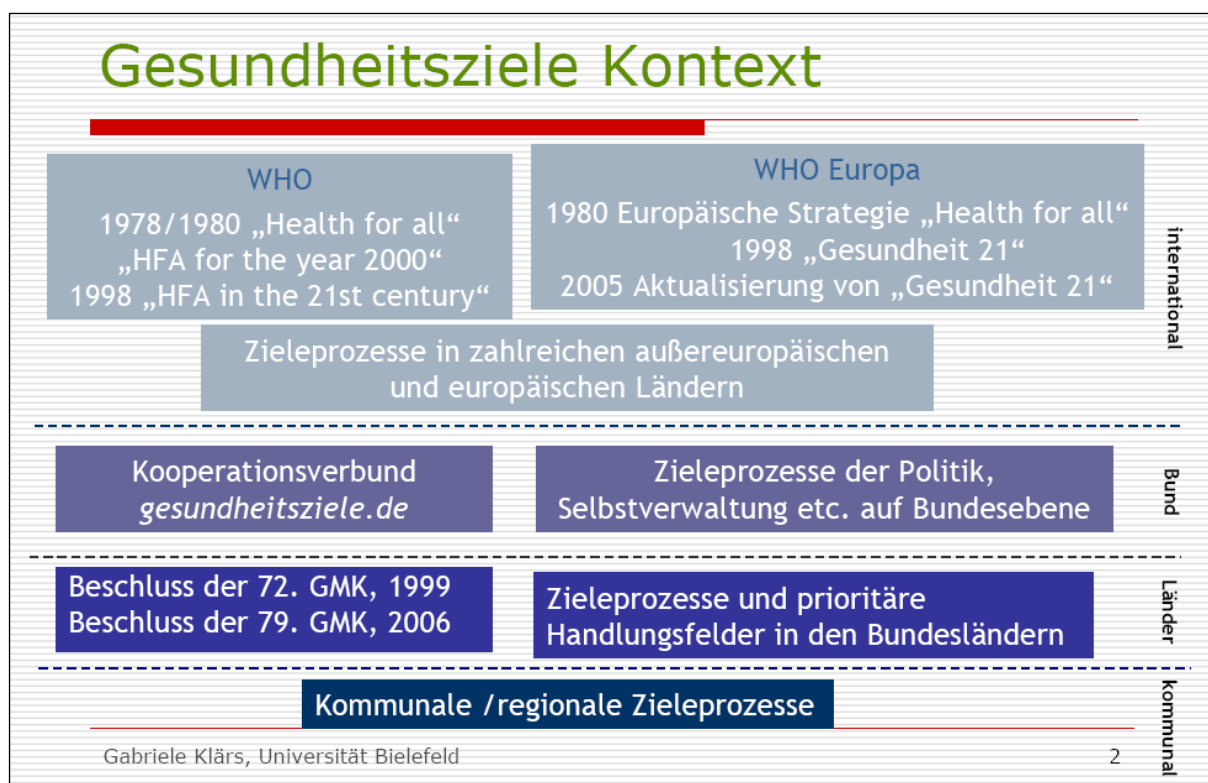 Gesundheitsziele Kontext
WHO
1978/1980 „Health for all“
„HFA for the year 2000“
1998 „HFA in the 21st century“
WHO Europa
1980 Europäische Strategie „Health for all“
1998 „Gesundheit 21“
2005 Aktualisierung von „Gesundheit 21“
Zieleprozesse in zahlreichen außereuropäischen
und europäischen Ländern
international
Kooperationsverbund
gesundheitsziele.de
Zieleprozesse der Politik,
Selbstverwaltung etc. auf Bundesebene
Bund
Beschluss der 72. GMK, 1999
Beschluss der 79. GMK, 2006
Zieleprozesse und prioritäre
Handlungsfelder in den Bundesländern
Länder
Kommunale /regionale Zieleprozesse
kommunal
Gabriele Klärs, Universität Bielefeld
2